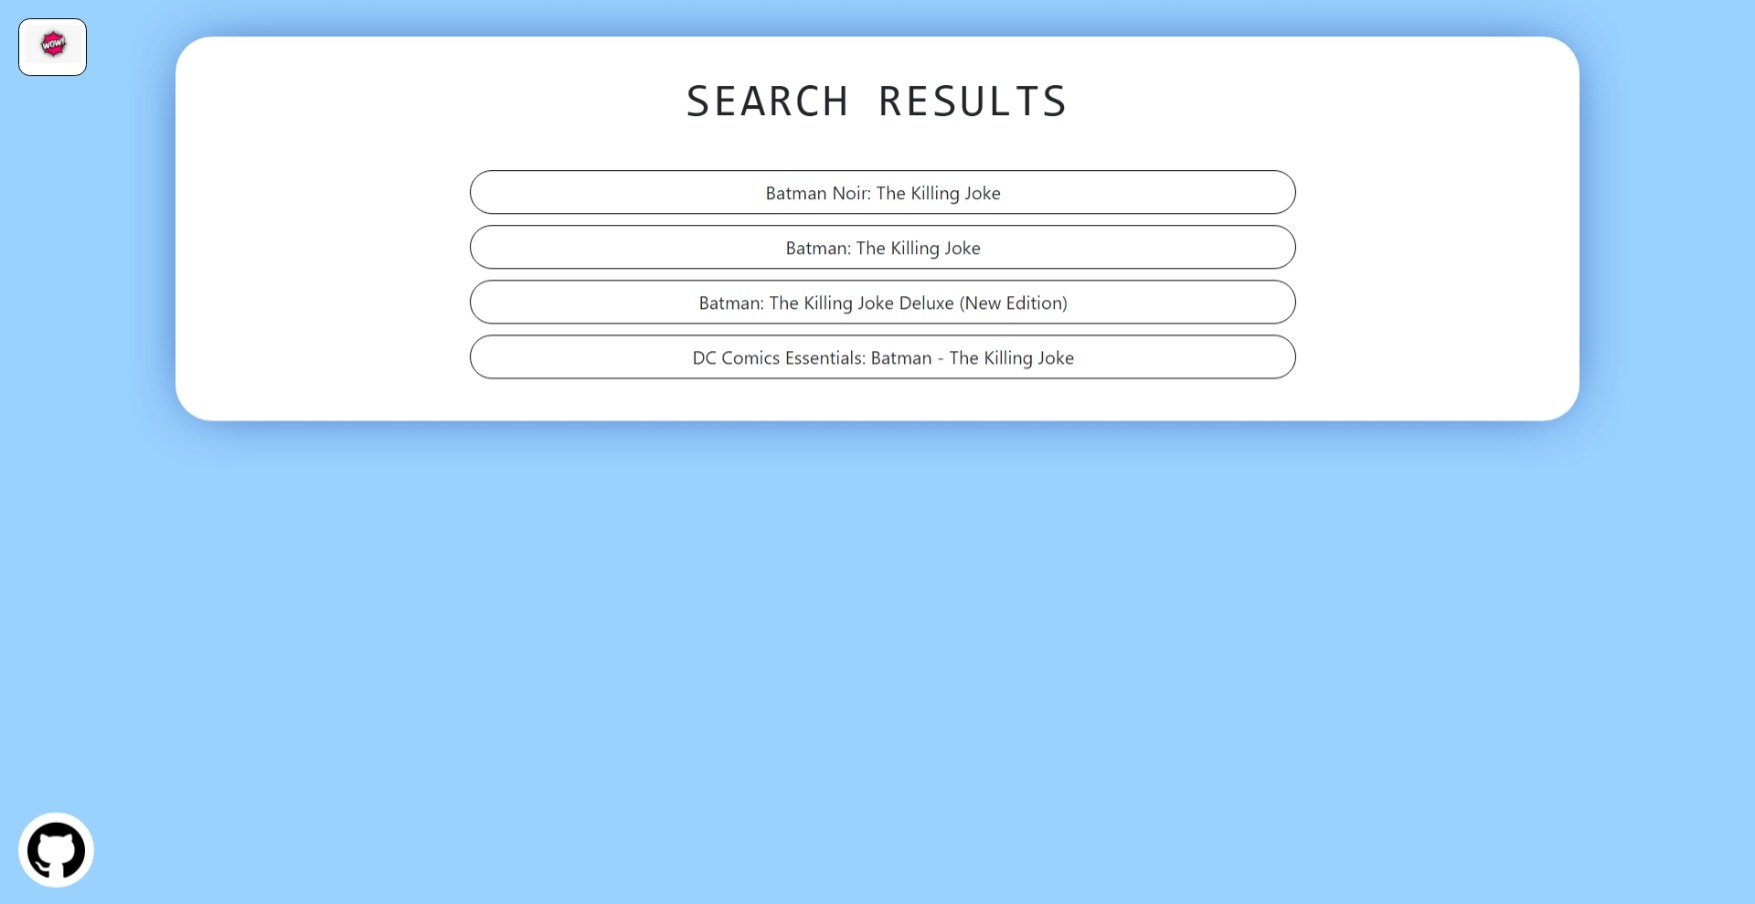 WOW!
SEARCH RESULTS
Batman Noir: The Killing Joke
Batman: The Killing Joke
Batman: The Killing Joke Deluxe (New Edition)
DC Comics Essentials: Batman - The Killing Joke